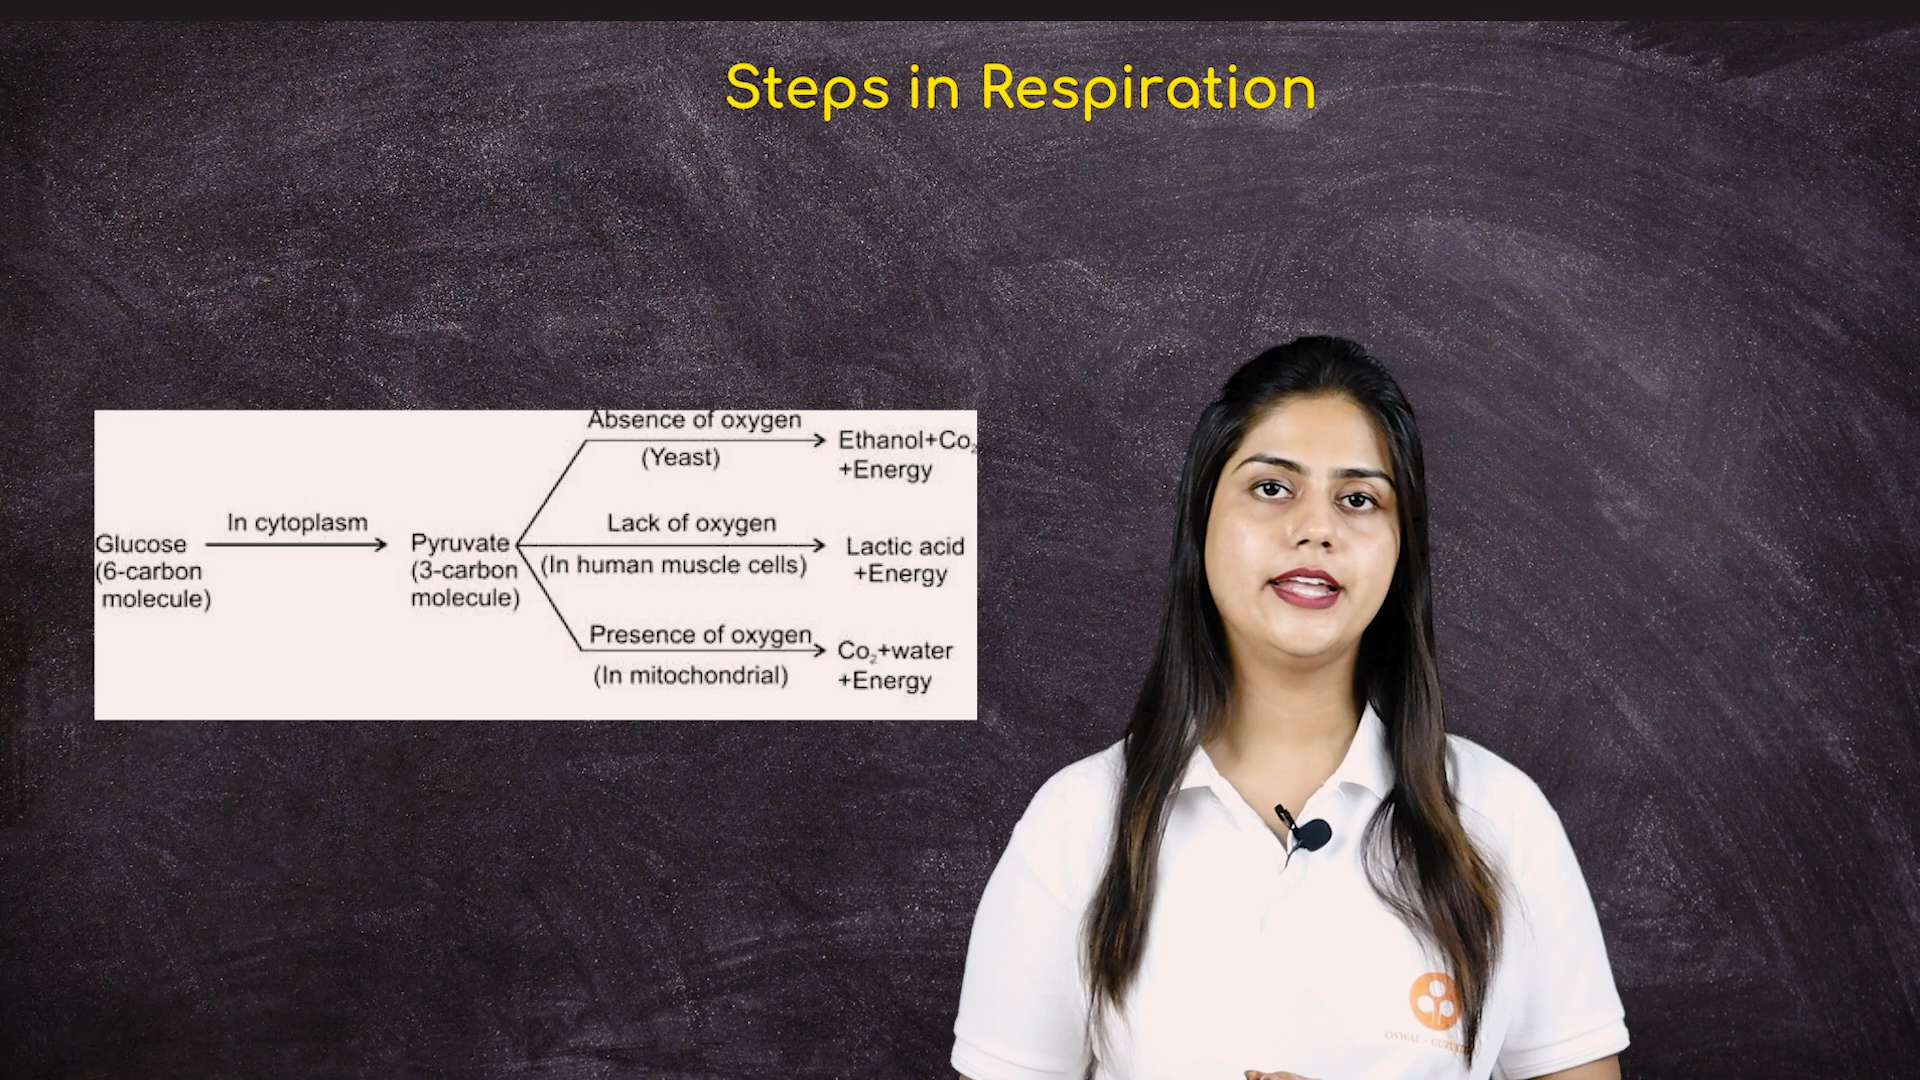 Steps in Respiration
Absence of oxygen
(Yeast)
Ethanol+Co₂
+Energy
In cytoplasm
Glucose
(6-carbon
molecule)
Pyruvate
(3-carbon
molecule)
Lack of oxygen
(In human muscle cells)
Lactic acid
+Energy
Presence of oxygen
(In mitochondrial)
Co₂+water
+Energy
OSWAL -